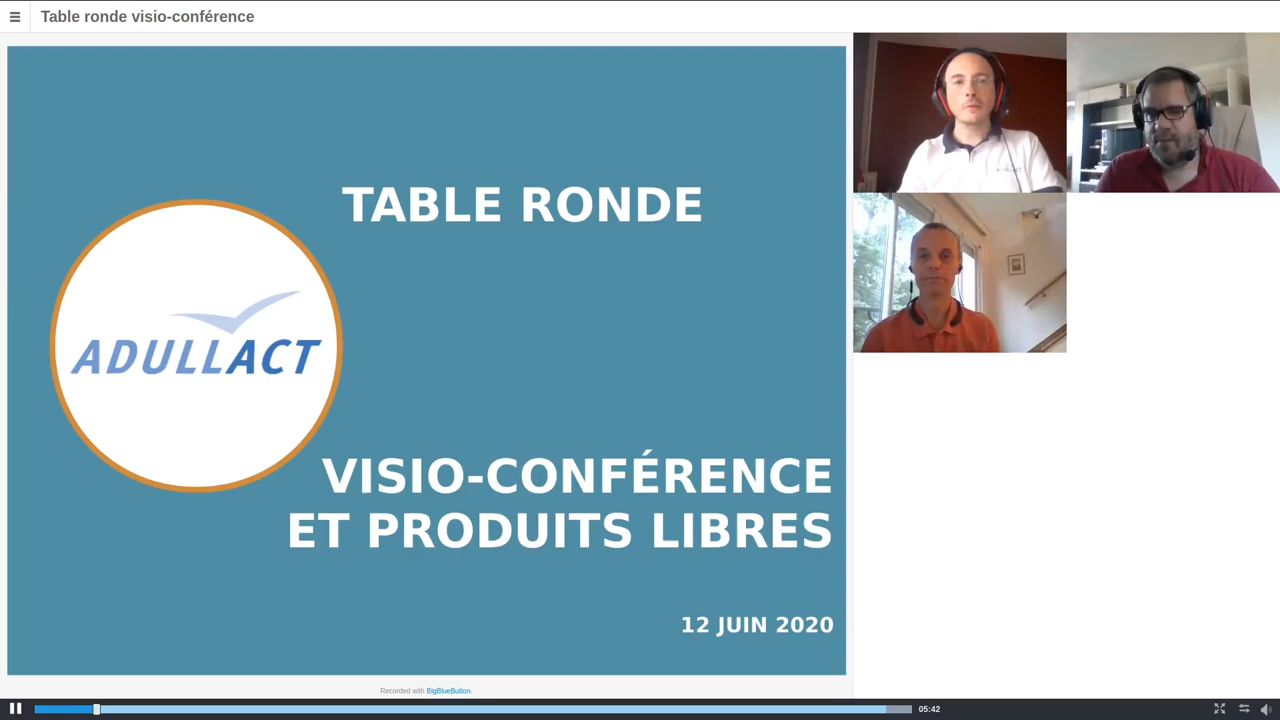 Table ronde visio-conférence
TABLE RONDE
ADULLACT
VISIO-CONFÉRENCE
ET PRODUITS LIBRES
12 JUIN 2020
Recorded with BigBlueButton.
05:42